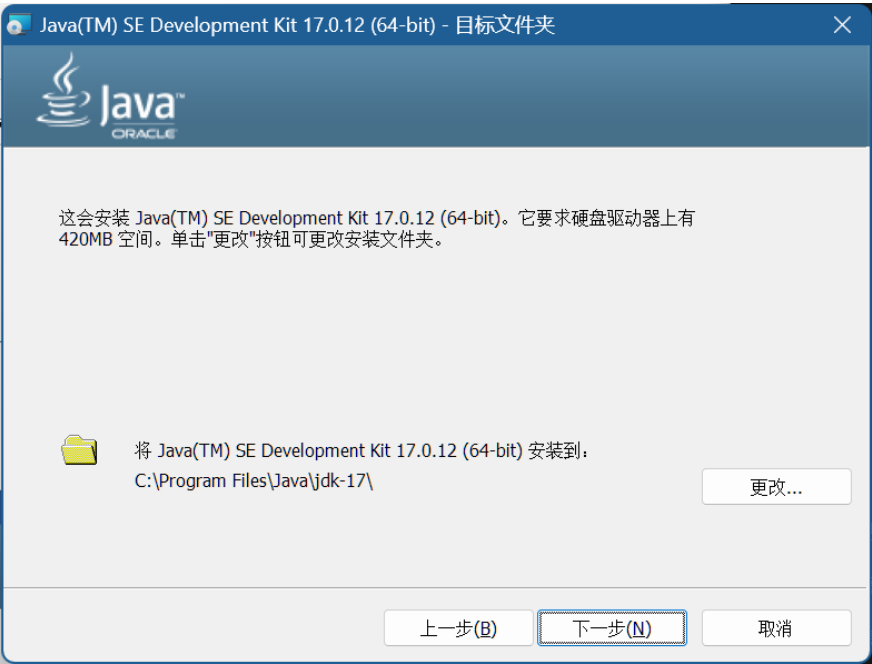 Java(TM) SE Development Kit 17.0.12 (64-bit) - 目标文件夹
Java™
ORACLE
这会安装 Java(TM) SE Development Kit 17.0.12 (64-bit)。它要求硬盘驱动器上有
420MB 空间。单击"更改"按钮可更改安装文件夹。
将 Java(TM) SE Development Kit 17.0.12 (64-bit) 安装到:
C:\Program Files\Java\jdk-17\
更改...
上一步(B) 下一步(N) 取消